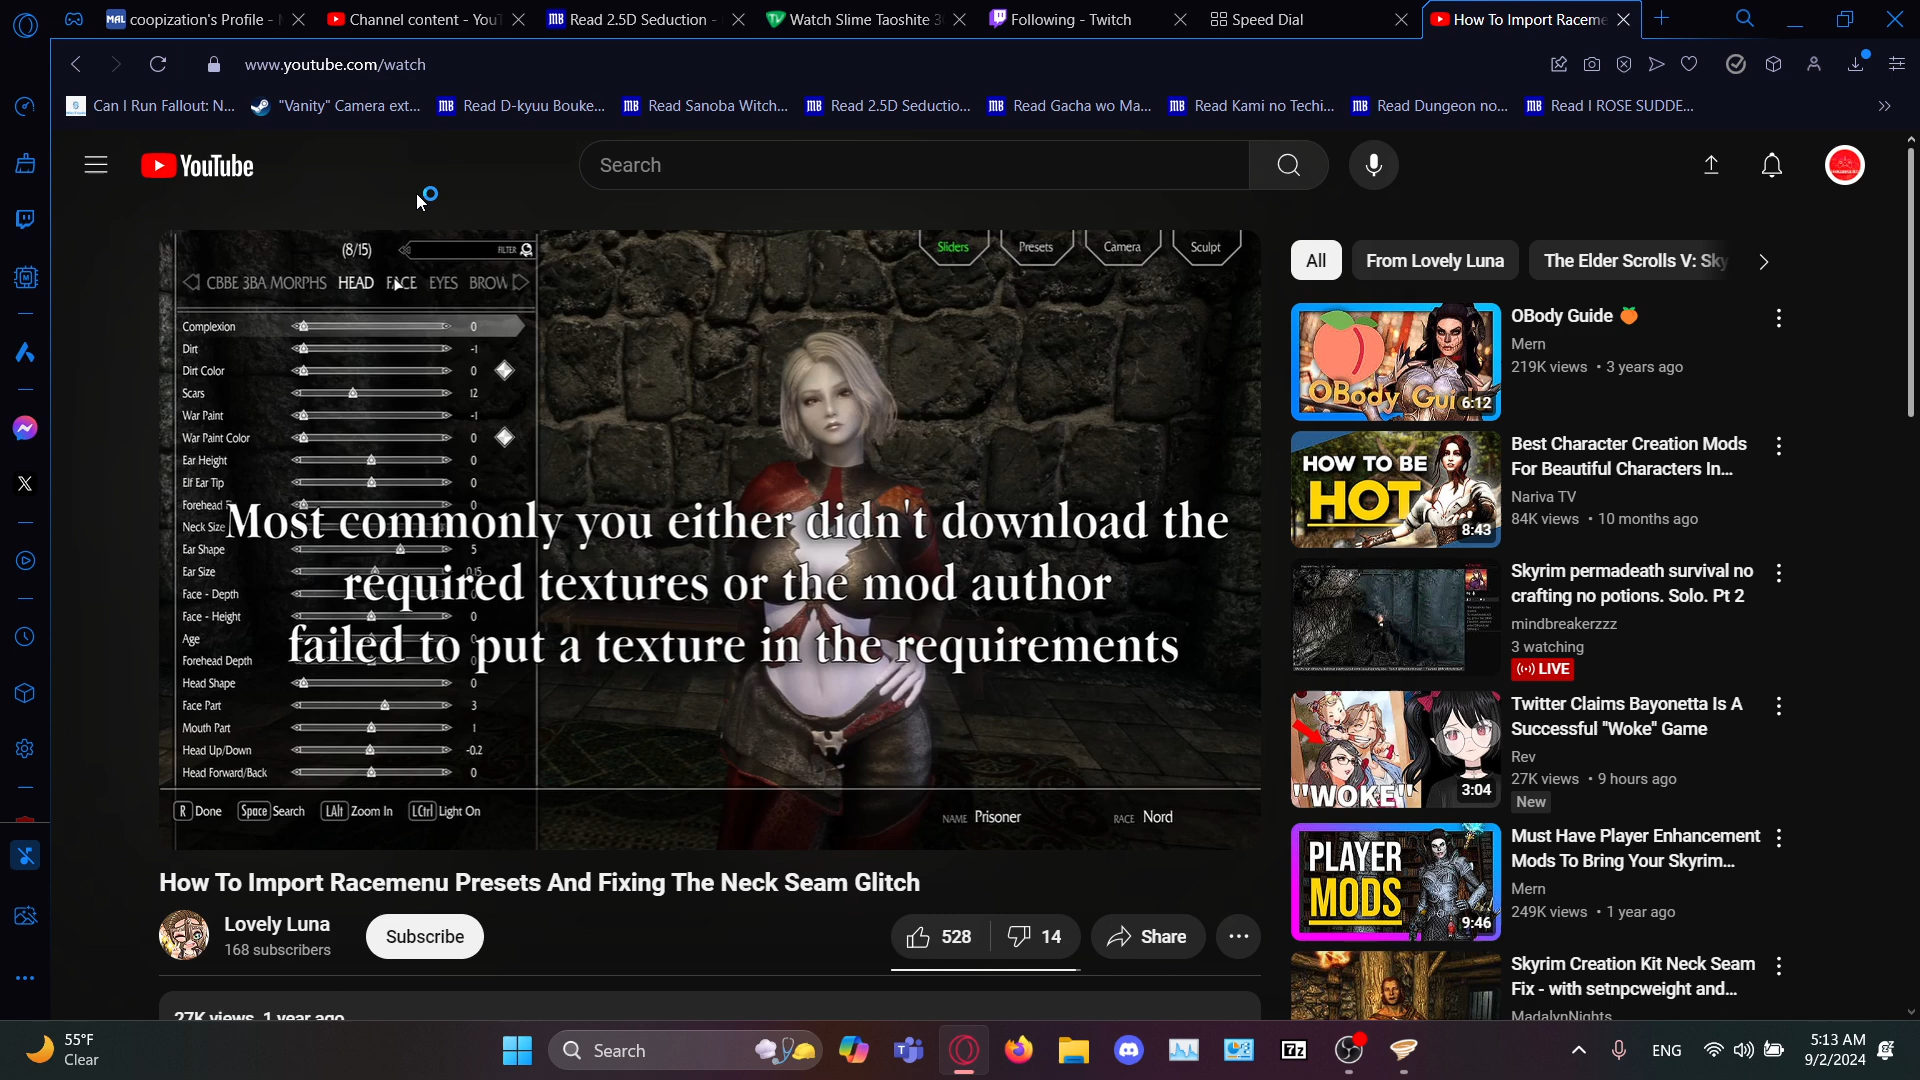 coopization's Profile -
Channel content - You
Read 2.5D Seduction -
Watch Slime Taoshite 3
Following - Twitch
Speed Dial
How To Import Raceme
www.youtube.com/watch
Can I Run Fallout: N...
"Vanity" Camera ext...
Read D-kyuu Bouke...
Read Sanoba Witch...
Read 2.5D Seductio...
Read Gacha wo Ma...
Read Kami no Techi...
Read Dungeon no...
Read I ROSE SUDDE...
YouTube
Search
(8/15)
FILTER
CBBE 3BA MORPHS HEAD FACE EYES BROW
Sliders
Presets
Camera
Sculpt
Complexion 0
Dirt -1
Dirt Color 0
Scars 12
War Paint -1
War Paint Color 0
Ear Height 0
Elf Ear Tip 0
Forehead
Neck Size
Ear Shape 5
Ear Size 0.15
Face - Depth
Face - Height 0
Age
Forehead Depth
Head Shape 0
Face Part 3
Mouth Part 1
Head Up/Down -0.2
Head Forward/Back 0
Most commonly you either didn't download the
required textures or the mod author
failed to put a texture in the requirements
R Done Space Search LAlt Zoom In LCtrl Light On
NAME Prisoner
RACE Nord
How To Import Racemenu Presets And Fixing The Neck Seam Glitch
Lovely Luna
168 subscribers
Subscribe
528
14
Share
27K views 1 year ago
All
From Lovely Luna
The Elder Scrolls V: Sky
OBody Gui
6:12
OBody Guide 🍑
Mern
219K views • 3 years ago
HOW TO BE
HOT
8:43
Best Character Creation Mods
For Beautiful Characters In...
Nariva TV
84K views • 10 months ago
Skyrim permadeath survival no
crafting no potions. Solo. Pt 2
mindbreakerzzz
3 watching
LIVE
"WOKE"
3:04
Twitter Claims Bayonetta Is A
Successful "Woke" Game
Rev
27K views • 9 hours ago
New
PLAYER
MODS
9:46
Must Have Player Enhancement
Mods To Bring Your Skyrim...
Mern
249K views • 1 year ago
Skyrim Creation Kit Neck Seam
Fix - with setnpcweight and...
MadalynNights
55°F
Clear
Search
ENG
5:13 AM
9/2/2024